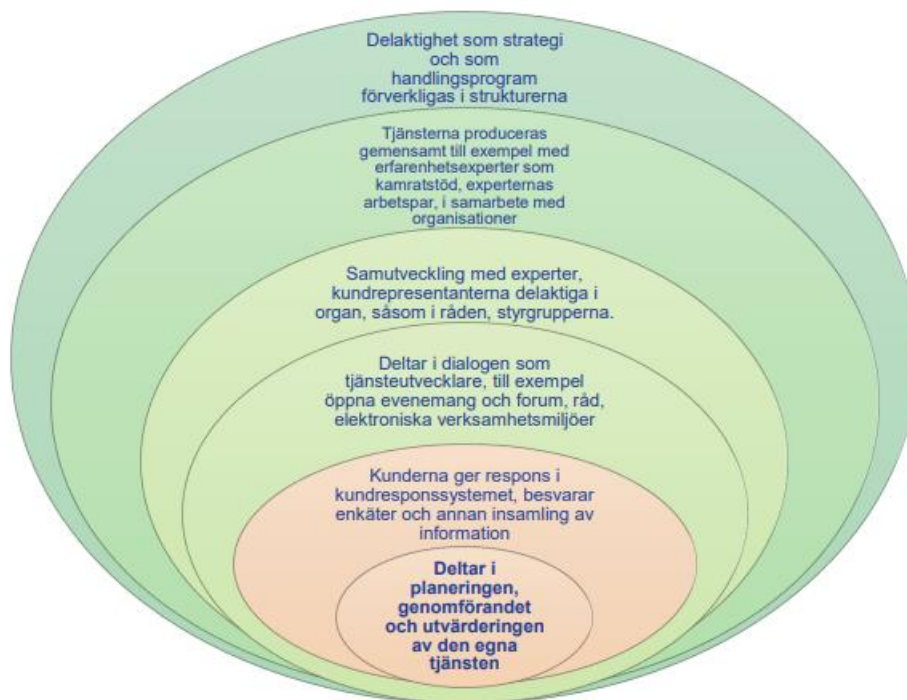 Delaktighet som strategi
och som
handlingsprogram
förverkligas i strukturerna
Tjänsterna produceras
gemensamt till exempel med
erfarenhetsexperter som
kamratstöd, experternas
arbetspar, i samarbete med
organisationer
Samutveckling med experter,
kundrepresentanterna delaktiga i
organ, såsom i råden, styrgrupperna.
Deltar i dialogen som
tjänsteutvecklare, till exempel
öppna evenemang och forum, råd,
elektroniska verksamhetsmiljöer
Kunderna ger respons i
kundresponssystemet, besvarar
enkäter och annan insamling av
information
Deltar i
planeringen,
genomförandet
och utvärderingen
av den egna
tjänsten